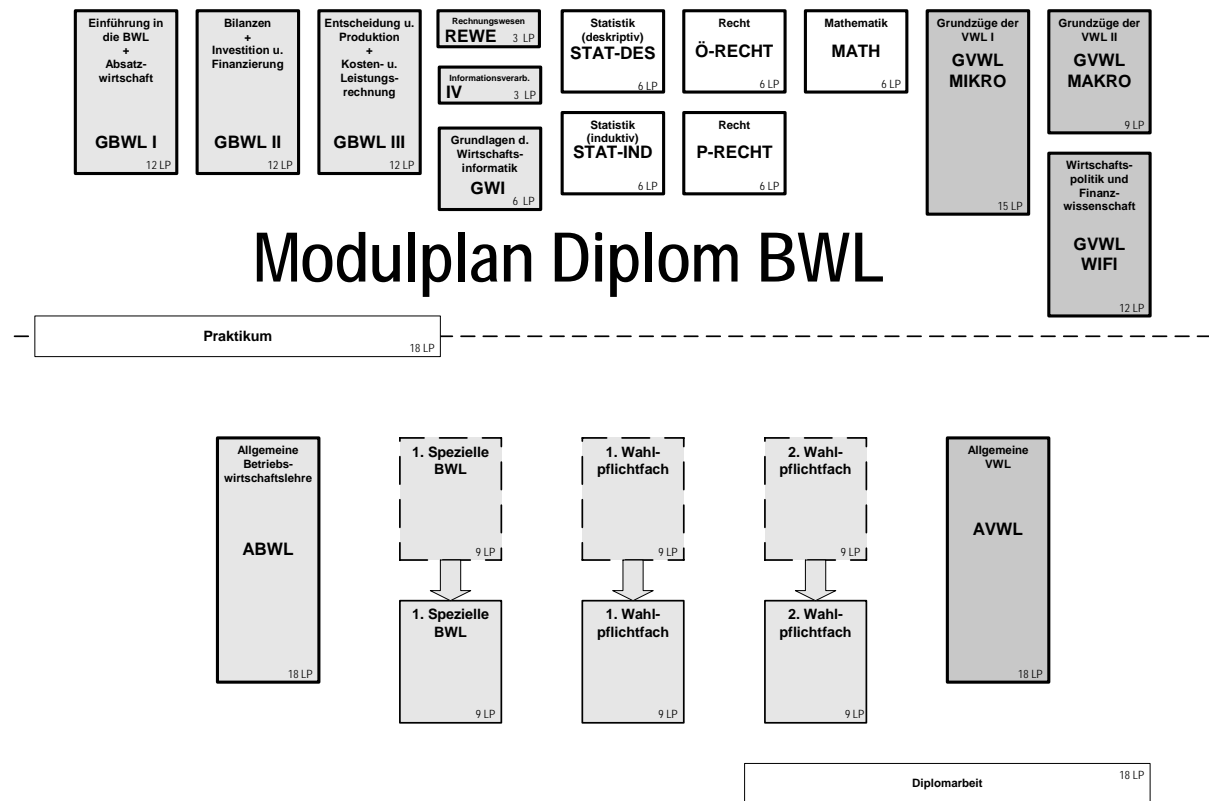 Einführung in
die BWL
+
Absatz-
wirtschaft
GBWL I
12 LP
Bilanzen
+
Investition u.
Finanzierung
GBWL II
12 LP
Entscheidung u.
Produktion
+
Kosten- u.
Leistungs-
rechnung
GBWL III
12 LP
Rechnungswesen
REWE 3 LP
Informationsverarb.
IV 3 LP
Grundlagen d.
Wirtschafts-
informatik
GWI
6 LP
Statistik
(deskriptiv)
STAT-DES
6 LP
Statistik
(induktiv)
STAT-IND
6 LP
Recht
Ö-RECHT
6 LP
Recht
P-RECHT
6 LP
Mathematik
MATH
6 LP
Grundzüge der
VWL I
GVWL
MIKRO
15 LP
Grundzüge der
VWL II
GVWL
MAKRO
9 LP
Wirtschafts-
politik und
Finanz-
wissenschaft
GVWL
WIFI
12 LP
Modulplan Diplom BWL
Praktikum
18 LP
Allgemeine
Betriebs-
wirtschaftslehre
ABWL
18 LP
1. Spezielle
BWL
9 LP
1. Spezielle
BWL
9 LP
1. Wahl-
pflichtfach
9 LP
1. Wahl-
pflichtfach
9 LP
2. Wahl-
pflichtfach
9 LP
2. Wahl-
pflichtfach
9 LP
Allgemeine
VWL
AVWL
18 LP
Diplomarbeit
18 LP